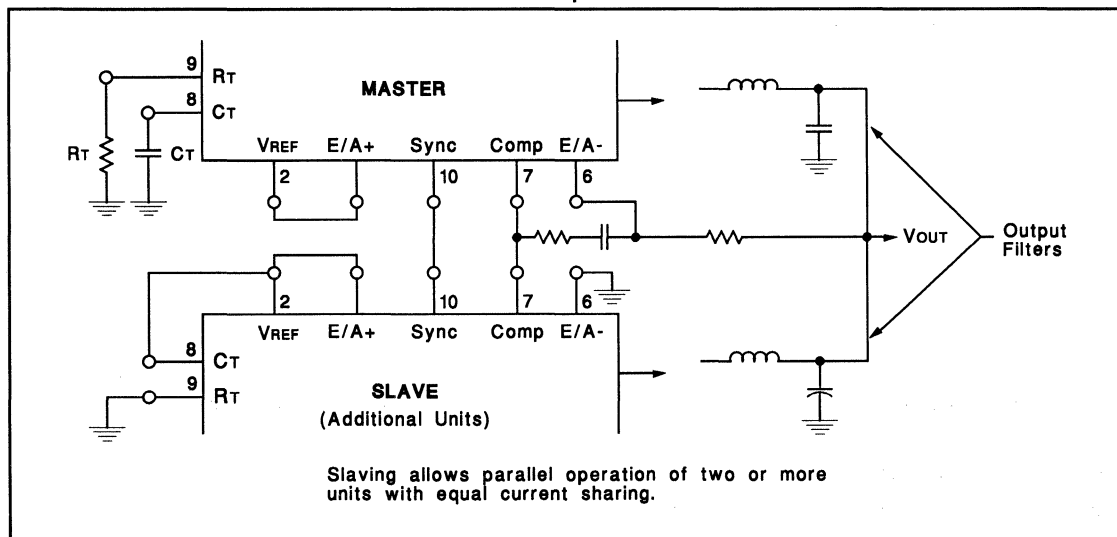 9
RT
8
CT
MASTER
RT
CT
VREF E/A+ Sync Comp E/A-
2 10 7 6
VOUT
Output
Filters
2 10 7 6
VREF E/A+ Sync Comp E/A-
8
CT
9
RT
SLAVE
(Additional Units)
Slaving allows parallel operation of two or more
units with equal current sharing.